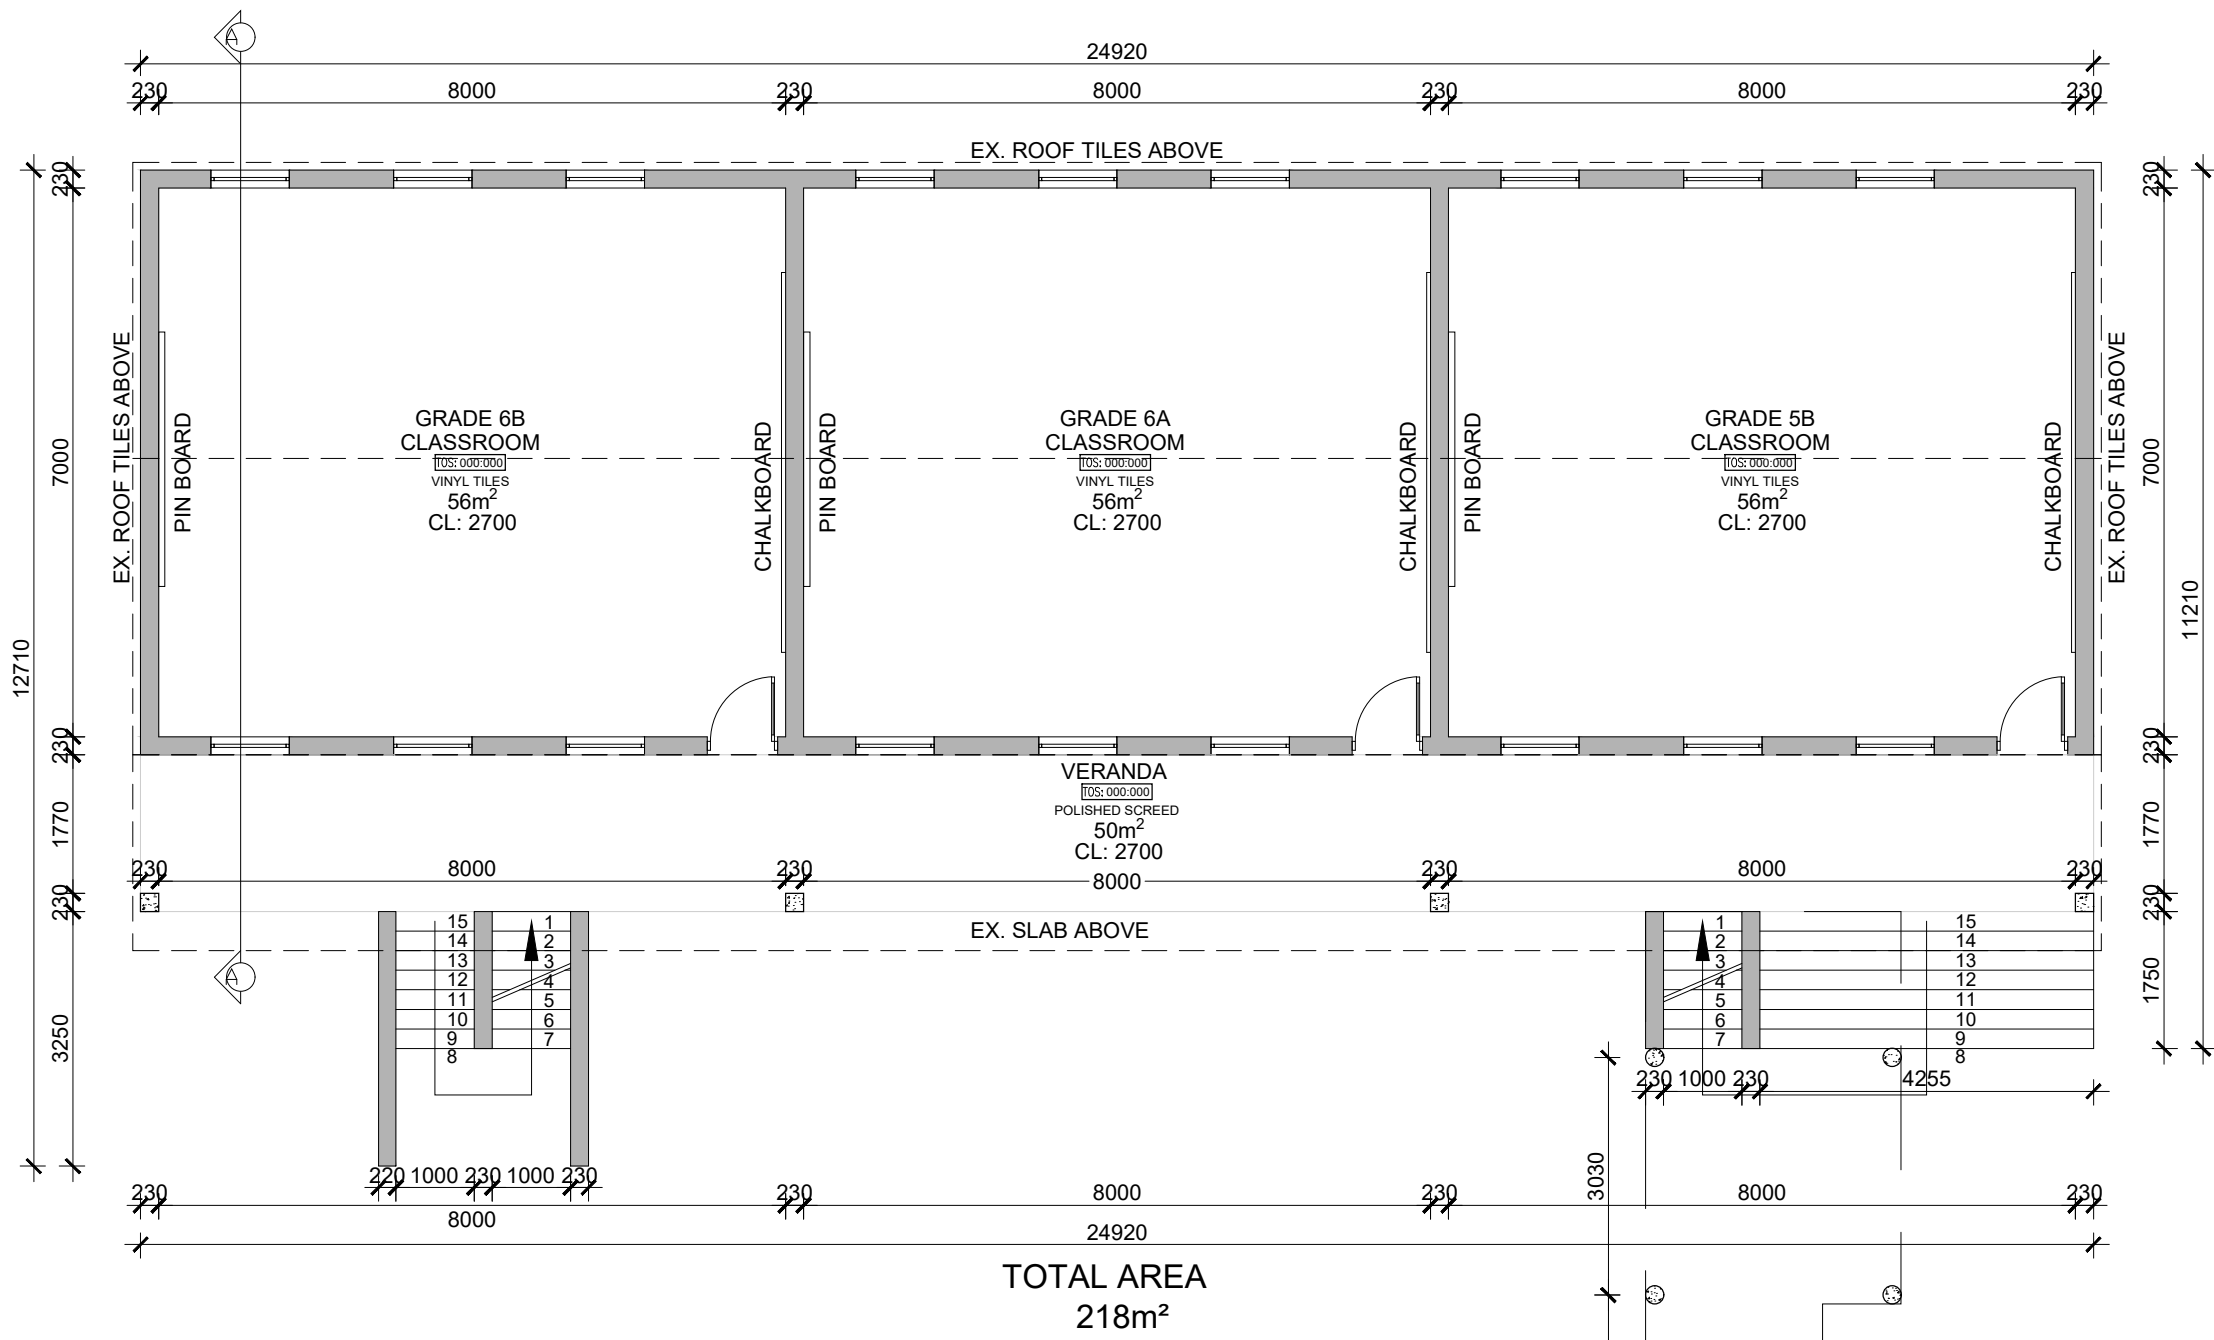 A
24920
230 8000 230 8000 230 8000 230
EX. ROOF TILES ABOVE
230
7000
230
1770
230
3250
12710
230
7000
230
1770
230
1750
11210
EX. ROOF TILES ABOVE
PIN BOARD
GRADE 6B
CLASSROOM
TOS: 000:000
VINYL TILES
56m²
CL: 2700
CHALKBOARD
PIN BOARD
GRADE 6A
CLASSROOM
TOS: 000:000
VINYL TILES
56m²
CL: 2700
CHALKBOARD
PIN BOARD
GRADE 5B
CLASSROOM
TOS: 000:000
VINYL TILES
56m²
CL: 2700
CHALKBOARD
EX. ROOF TILES ABOVE
VERANDA
TOS: 000:000
POLISHED SCREED
50m²
CL: 2700
230 8000 230 8000 230 8000 230
EX. SLAB ABOVE
A
15 1
14 2
13 3
12 4
11 5
10 6
9 7
8
1 15
2 14
3 13
4 12
5 11
6 10
7 9
8
230 1000 230 4255
3030
220 1000 230 1000 230
230 8000 230 8000 230 8000 230
24920
TOTAL AREA
218m²